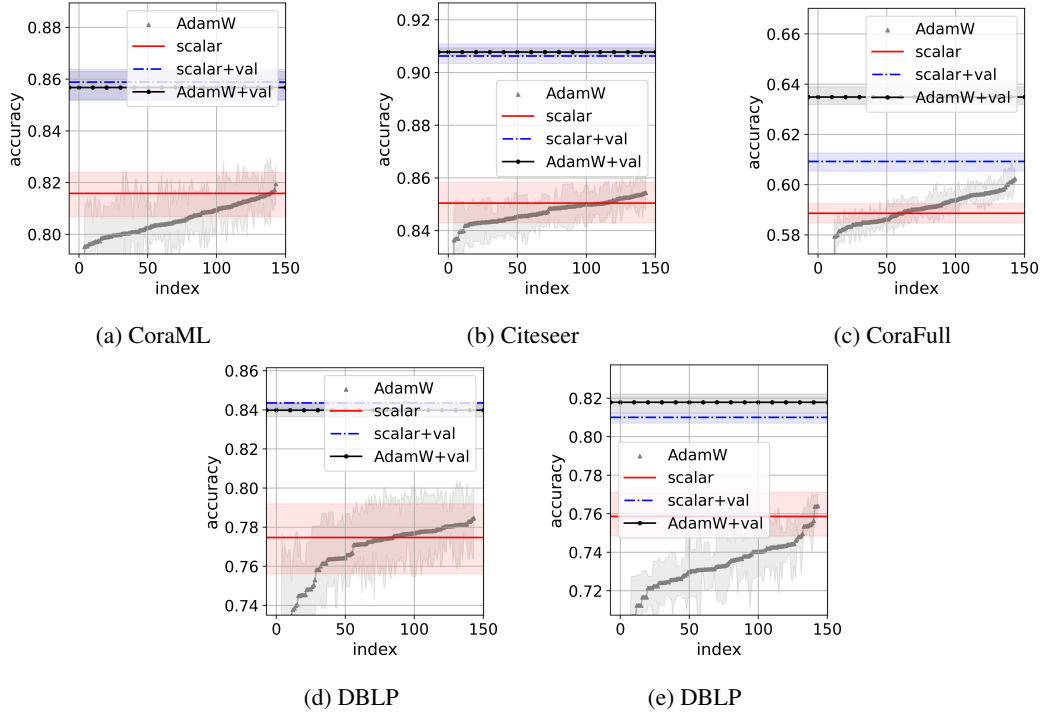 0.88
0.86
0.84
0.82
0.80
accuracy
0
50
100
150
index
AdamW
scalar
scalar+val
AdamW+val
(a) CoraML
0.92
0.90
0.88
0.86
0.84
accuracy
0
50
100
150
index
AdamW
scalar
scalar+val
AdamW+val
(b) Citeseer
0.66
0.64
0.62
0.60
0.58
accuracy
0
50
100
150
index
AdamW
scalar
scalar+val
AdamW+val
(c) CoraFull
0.86
0.84
0.82
0.80
0.78
0.76
0.74
accuracy
0
50
100
150
index
AdamW
scalar
scalar+val
AdamW+val
(d) DBLP
0.82
0.80
0.78
0.76
0.74
0.72
accuracy
0
50
100
150
index
AdamW
scalar
scalar+val
AdamW+val
(e) DBLP